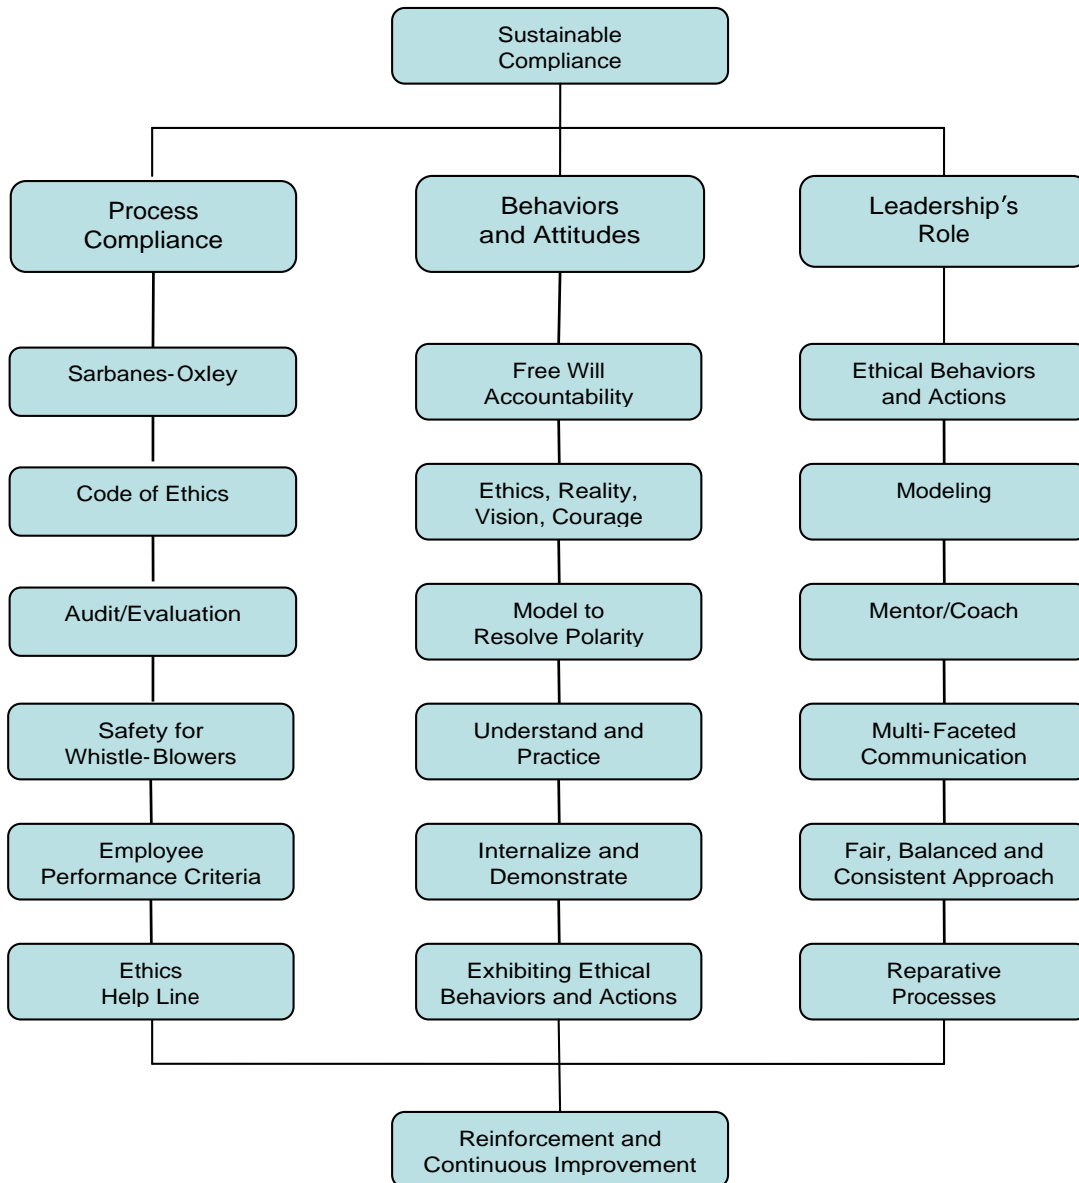 Sustainable
Compliance
Process
Compliance
Behaviors
and Attitudes
Leadership's
Role
Sarbanes-Oxley
Free Will
Accountability
Ethical Behaviors
and Actions
Code of Ethics
Ethics, Reality,
Vision, Courage
Modeling
Audit/Evaluation
Model to
Resolve Polarity
Mentor/Coach
Safety for
Whistle-Blowers
Understand and
Practice
Multi-Faceted
Communication
Employee
Performance Criteria
Internalize and
Demonstrate
Fair, Balanced and
Consistent Approach
Ethics
Help Line
Exhibiting Ethical
Behaviors and Actions
Reparative
Processes
Reinforcement and
Continuous Improvement